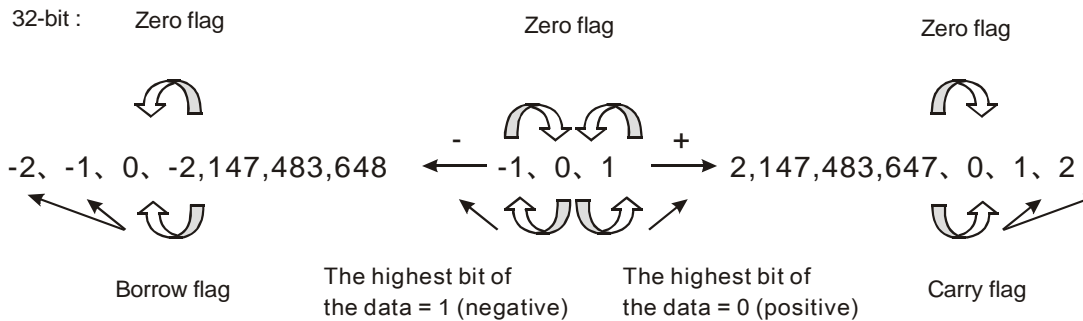 32-bit :
Zero flag
Zero flag
Zero flag
- +
-2、-1、0、-2,147,483,648
-1、0、1
2,147,483,647、0、1、2
Borrow flag
The highest bit of
the data = 1 (negative)
The highest bit of
the data = 0 (positive)
Carry flag